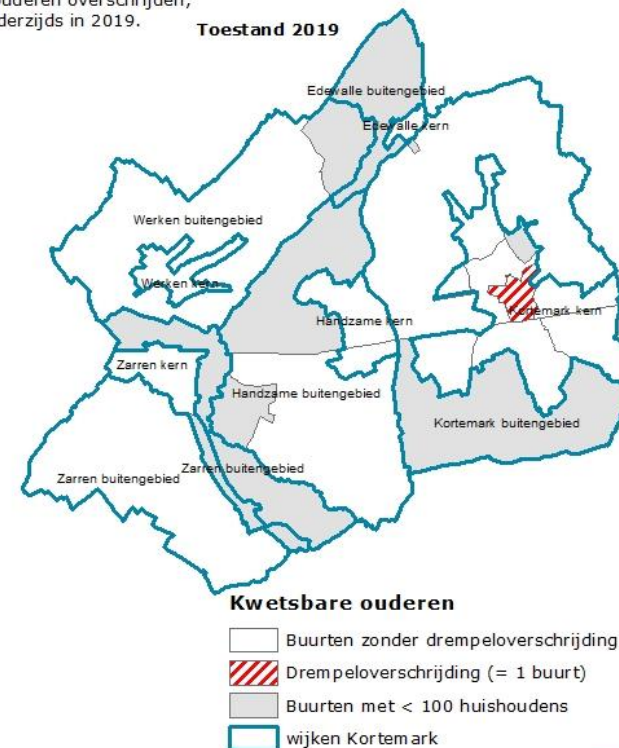 ouderen overschrijden,
derzijds in 2019.
Toestand 2019
Edewalle buitengebied
Edewalle kern
Werken buitengebied
Werken kern
Kortemark kern
Handzame kern
Zarren kern
Handzame buitengebied
Kortemark buitengebied
Zarren buitengebied
Zarren buitengebied
Kwetsbare ouderen
Buurten zonder drempeloverschrijding
Drempeloverschrijding (= 1 buurt)
Buurten met < 100 huishoudens
wijken Kortemark